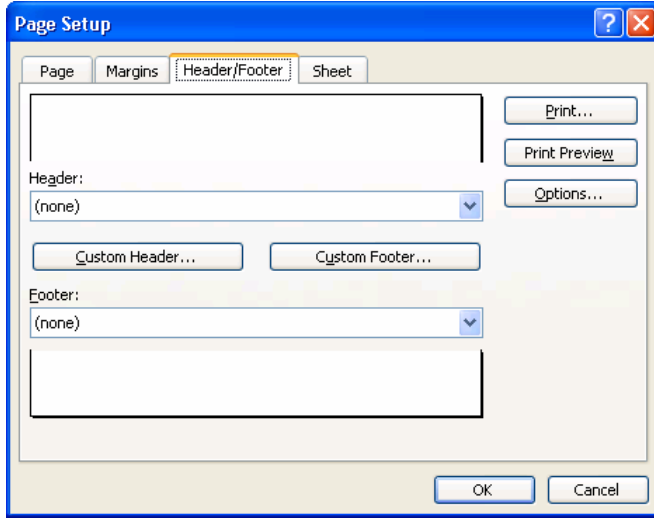 Page Setup
Page Margins Header/Footer Sheet
Print...
Print Preview
Header:
(none)
Options...
Custom Header... Custom Footer...
Footer:
(none)
OK Cancel